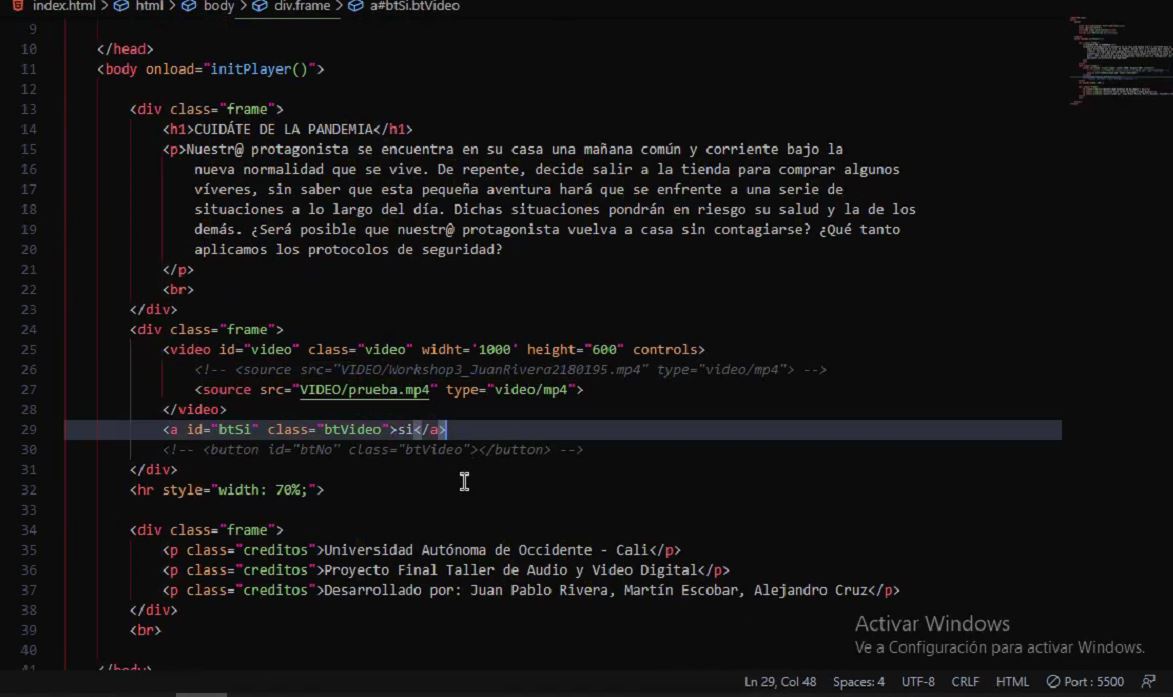 index.html > html > body > div.frame > a#btSi.btVideo
9
10 </head>
11 <body onload="initPlayer()">
12
13 <div class="frame">
14 <h1>CUIDÁTE DE LA PANDEMIA</h1>
15 <p>Nuestr@ protagonista se encuentra en su casa una mañana común y corriente bajo la
16 nueva normalidad que se vive. De repente, decide salir a la tienda para comprar algunos
17 víveres, sin saber que esta pequeña aventura hará que se enfrente a una serie de
18 situaciones a lo largo del día. Dichas situaciones pondrán en riesgo su salud y la de los
19 demás. ¿Será posible que nuestr@ protagonista vuelva a casa sin contagiarse? ¿Qué tanto
20 aplicamos los protocolos de seguridad?
21 </p>
22 <br>
23 </div>
24 <div class="frame">
25 <video id="video" class="video" widht='1000' height="600" controls>
26 <!-- <source src="VIDEO/Workshop3_JuanRivera2180195.mp4" type="video/mp4"> -->
27 <source src="VIDEO/prueba.mp4" type="video/mp4">
28 </video>
29 <a id="btSi" class="btVideo">si</a>
30 <!-- <button id="btNo" class="btVideo"></button> -->
31 </div>
32 <hr style="width: 70%;">
33
34 <div class="frame">
35 <p class="creditos">Universidad Autónoma de Occidente - Cali</p>
36 <p class="creditos">Proyecto Final Taller de Audio y Video Digital</p>
37 <p class="creditos">Desarrollado por: Juan Pablo Rivera, Martín Escobar, Alejandro Cruz</p>
38 </div>
39 <br>
40
41 </body>
Activar Windows
Ve a Configuración para activar Windows.
Ln 29, Col 48 Spaces: 4 UTF-8 CRLF HTML Port : 5500